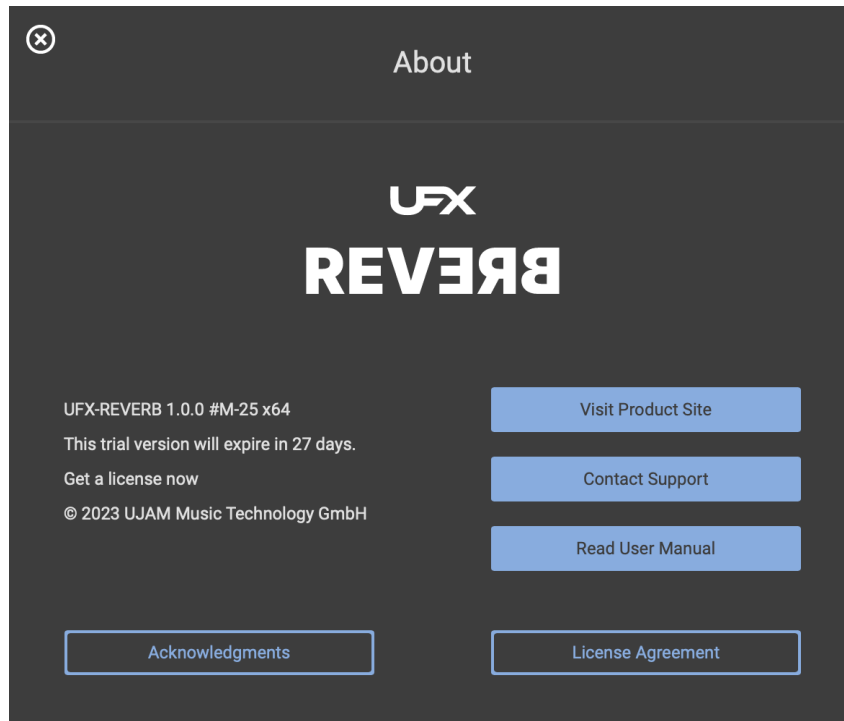 About
UFX
REVERB
UFX-REVERB 1.0.0 #M-25 x64
This trial version will expire in 27 days.
Get a license now
© 2023 UJAM Music Technology GmbH
Visit Product Site
Contact Support
Read User Manual
Acknowledgments
License Agreement